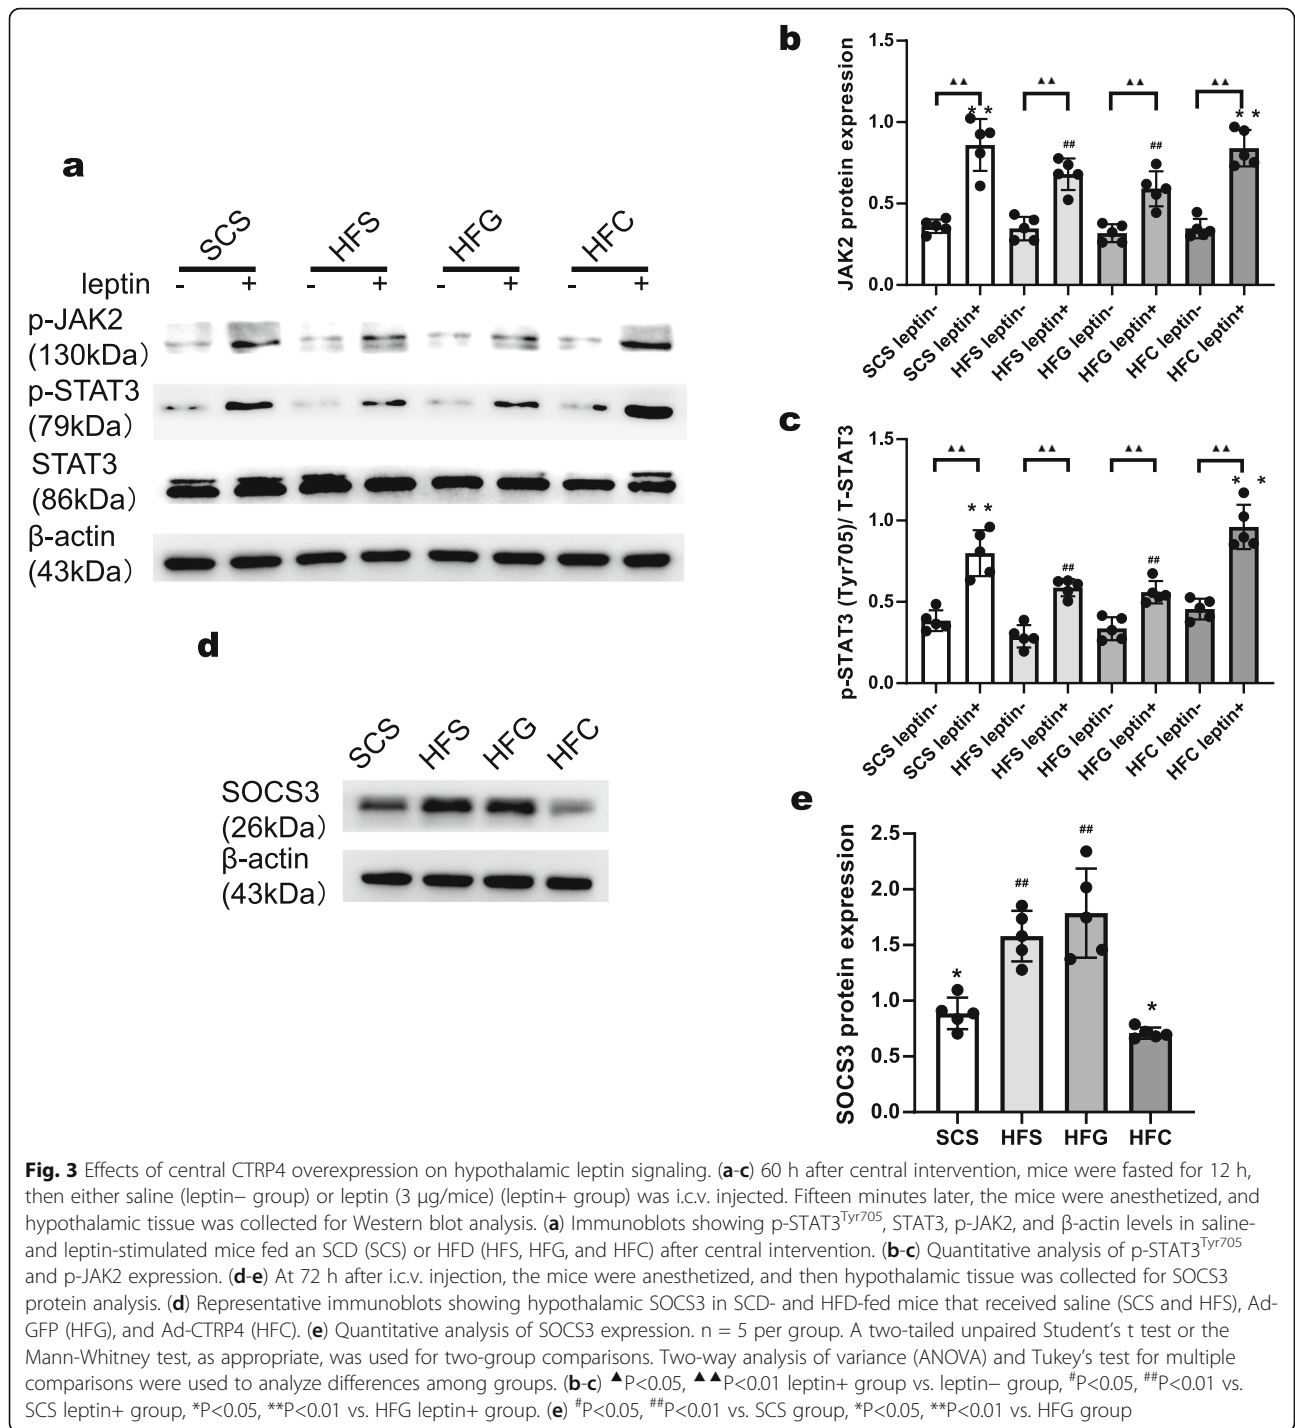 a
SCS HFS HFG HFC
leptin - + - + - + - +
p-JAK2
(130kDa)
p-STAT3
(79kDa)
STAT3
(86kDa)
β-actin
(43kDa)
b
JAK2 protein expression
1.5
1.0
0.5
0.0
▲▲ ▲▲ ▲▲ ▲▲
* * ## ## * *
SCS leptin- SCS leptin+ HFS leptin- HFS leptin+ HFG leptin- HFG leptin+ HFC leptin- HFC leptin+
c
p-STAT3 (Tyr705)/ T-STAT3
1.5
1.0
0.5
0.0
▲▲ ▲▲ ▲▲ ▲▲
* * ## ## * *
SCS leptin- SCS leptin+ HFS leptin- HFS leptin+ HFG leptin- HFG leptin+ HFC leptin- HFC leptin+
d
SCS HFS HFG HFC
SOCS3
(26kDa)
β-actin
(43kDa)
e
SOCS3 protein expression
2.5
2.0
1.5
1.0
0.5
0.0
* ## ## *
SCS HFS HFG HFC
Fig. 3 Effects of central CTRP4 overexpression on hypothalamic leptin signaling. (a-c) 60 h after central intervention, mice were fasted for 12 h,
then either saline (leptin− group) or leptin (3 μg/mice) (leptin+ group) was i.c.v. injected. Fifteen minutes later, the mice were anesthetized, and
hypothalamic tissue was collected for Western blot analysis. (a) Immunoblots showing p-STAT3Tyr705, STAT3, p-JAK2, and β-actin levels in saline-
and leptin-stimulated mice fed an SCD (SCS) or HFD (HFS, HFG, and HFC) after central intervention. (b-c) Quantitative analysis of p-STAT3Tyr705
and p-JAK2 expression. (d-e) At 72 h after i.c.v. injection, the mice were anesthetized, and then hypothalamic tissue was collected for SOCS3
protein analysis. (d) Representative immunoblots showing hypothalamic SOCS3 in SCD- and HFD-fed mice that received saline (SCS and HFS), Ad-
GFP (HFG), and Ad-CTRP4 (HFC). (e) Quantitative analysis of SOCS3 expression. n = 5 per group. A two-tailed unpaired Student's t test or the
Mann-Whitney test, as appropriate, was used for two-group comparisons. Two-way analysis of variance (ANOVA) and Tukey's test for multiple
comparisons were used to analyze differences among groups. (b-c) ▲P<0.05, ▲▲P<0.01 leptin+ group vs. leptin− group, #P<0.05, ##P<0.01 vs.
SCS leptin+ group, *P<0.05, **P<0.01 vs. HFG leptin+ group. (e) #P<0.05, ##P<0.01 vs. SCS group, *P<0.05, **P<0.01 vs. HFG group